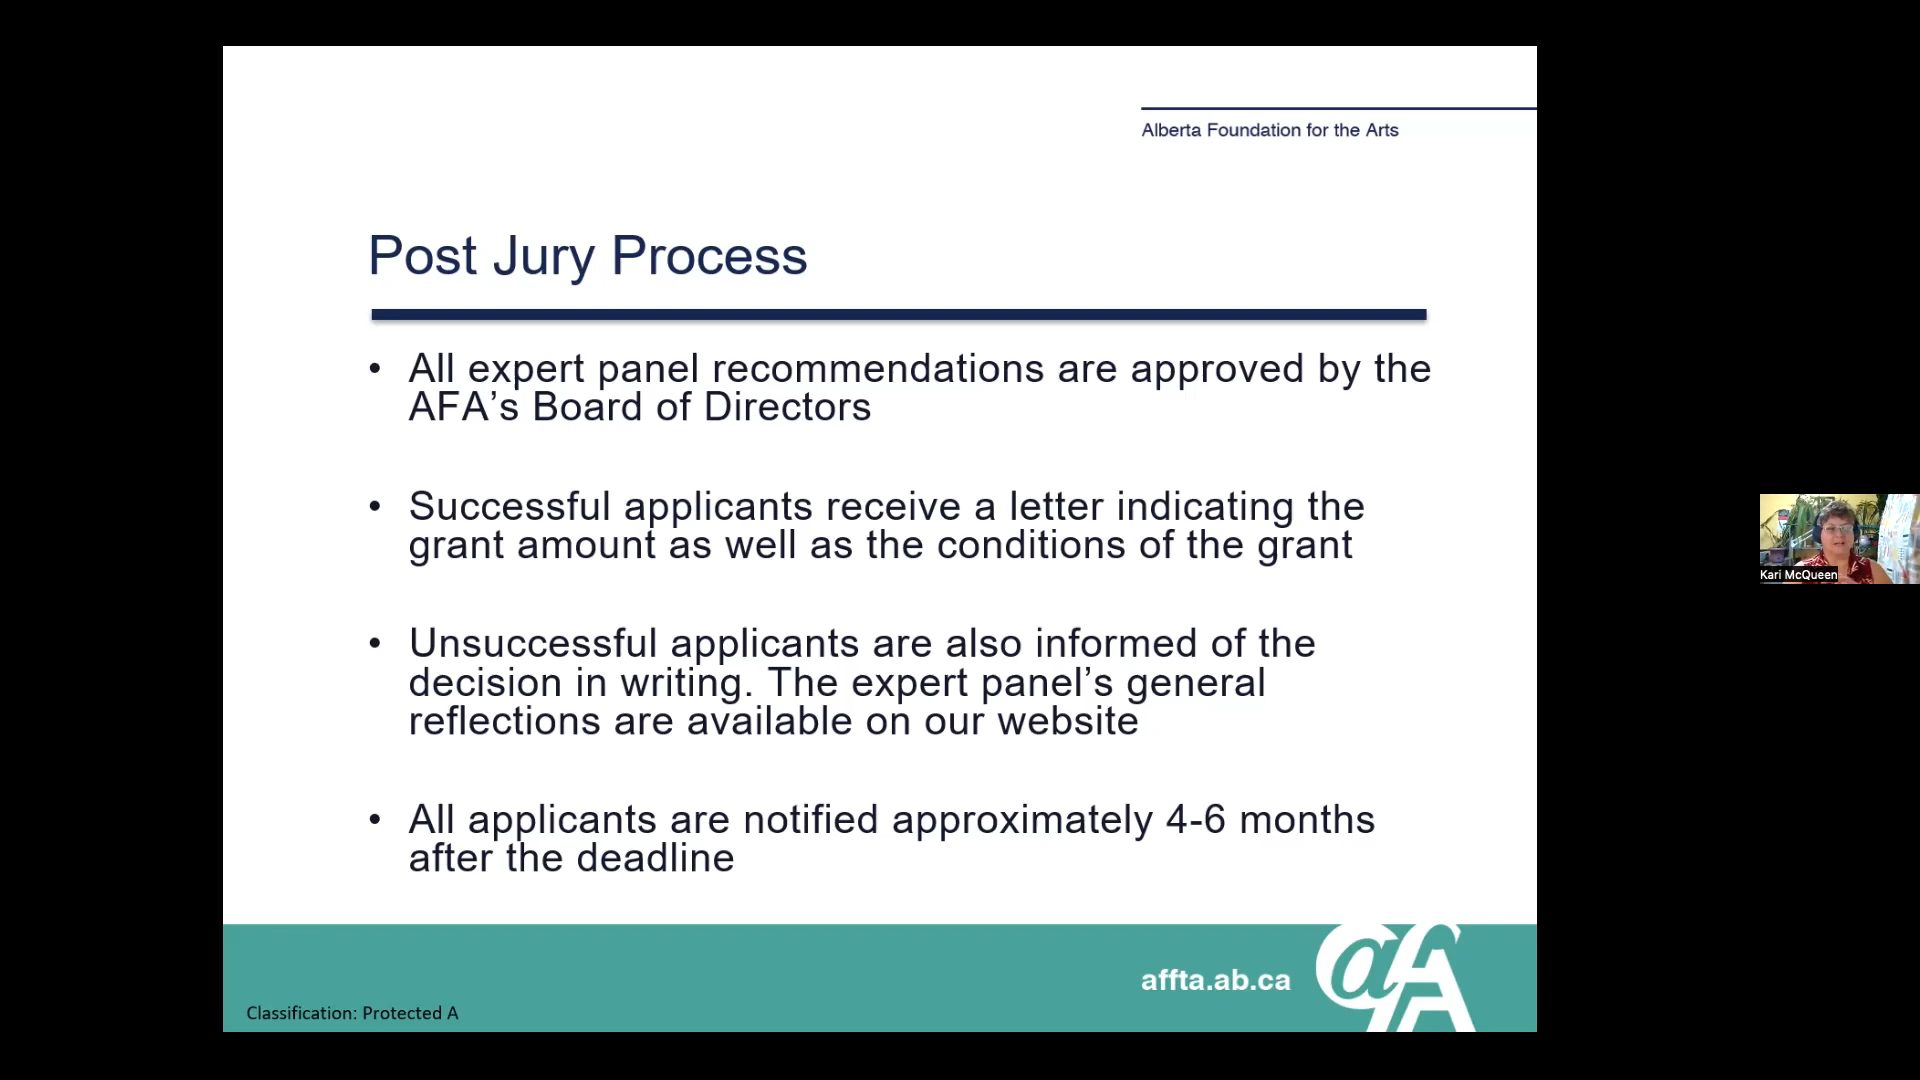 Alberta Foundation for the Arts
Post Jury Process
• All expert panel recommendations are approved by the
AFA’s Board of Directors
• Successful applicants receive a letter indicating the
grant amount as well as the conditions of the grant
• Unsuccessful applicants are also informed of the
decision in writing. The expert panel’s general
reflections are available on our website
• All applicants are notified approximately 4-6 months
after the deadline
Kari McQueen
affta.ab.ca
afA
Classification: Protected A